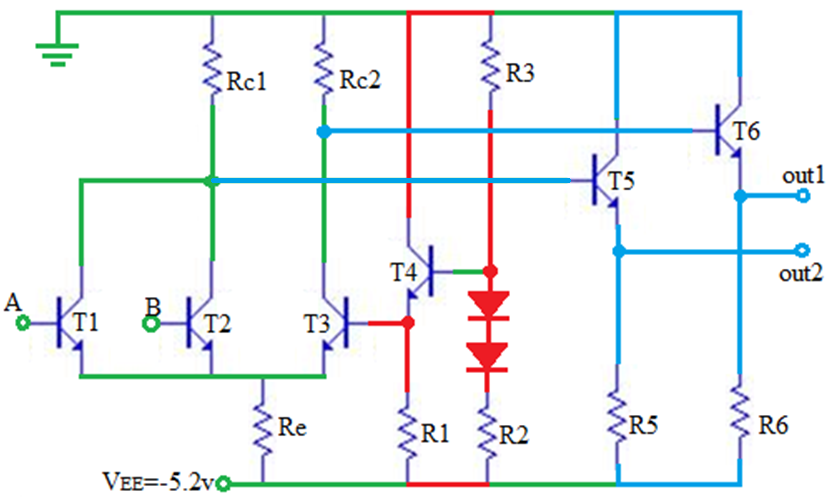 Rc1
Rc2
R3
T6
T5
out1
T4
out2
A
B
T1
T2
T3
Re
R1
R2
R5
R6
VEE=-5.2v